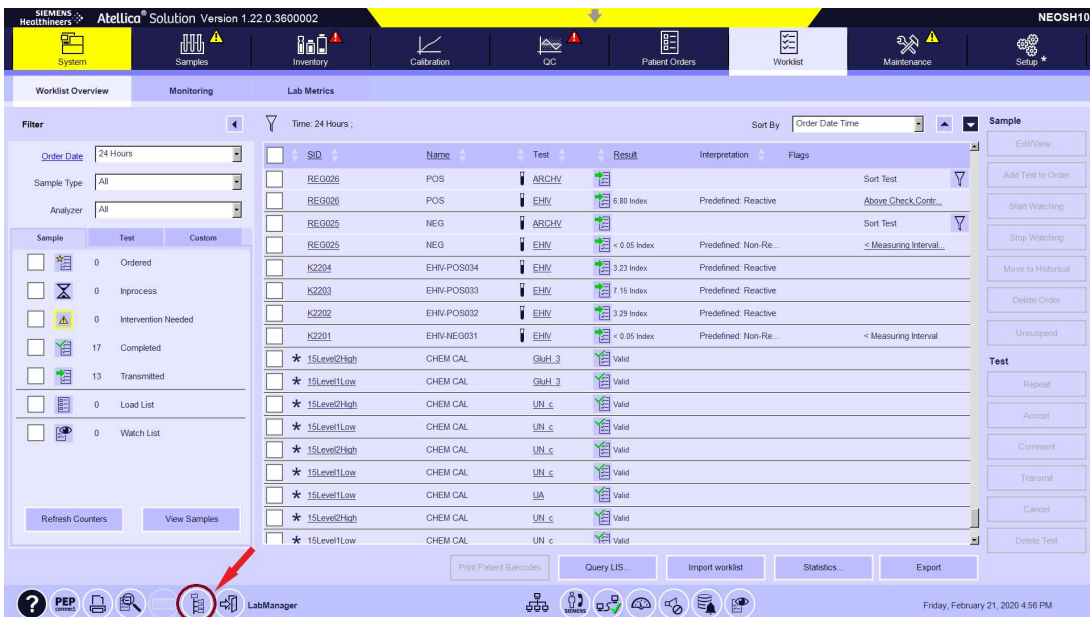 SIEMENS Healthineers Atellica® Solution Version 1.22.0.3600002 NEOSH10
System Samples Inventory Calibration QC Patient Orders Worklist Maintenance Setup *
Worklist Overview Monitoring Lab Metrics
Filter
Order Date 24 Hours
Sample Type All
Analyzer All
Sample Test Custom
0 Ordered
0 Inprocess
0 Intervention Needed
17 Completed
13 Transmitted
0 Load List
0 Watch List
Refresh Counters View Samples
Time: 24 Hours ; Sort By Order Date Time
SID Name Test Result Interpretation Flags
REG026 POS ARCHV Sort Test
REG026 POS EHIV 6.80 Index Predefined: Reactive Above Check,Contr...
REG025 NEG ARCHV Sort Test
REG025 NEG EHIV < 0.05 Index Predefined: Non-Re... < Measuring Interval...
K2204 EHIV-POS034 EHIV 3.23 Index Predefined: Reactive
K2203 EHIV-POS033 EHIV 7.15 Index Predefined: Reactive
K2202 EHIV-POS032 EHIV 3.29 Index Predefined: Reactive
K2201 EHIV-NEG031 EHIV < 0.05 Index Predefined: Non-Re... < Measuring Interval
* 15Level2High CHEM CAL GluH_3 Valid
* 15Level1Low CHEM CAL GluH_3 Valid
* 15Level2High CHEM CAL UN_c Valid
* 15Level2High CHEM CAL UN_c Valid
* 15Level2High CHEM CAL UN_c Valid
* 15Level1Low CHEM CAL UN_c Valid
* 15Level1Low CHEM CAL UA Valid
* 15Level2High CHEM CAL UN_c Valid
* 15Level1Low CHEM CAL UN_c Valid
Print Patient Barcodes Query LIS... Import worklist Statistics... Export
Sample
Edit/View...
Add Test to Order
Start Watching
Stop Watching
Move to Historical
Delete Order
Unsuspend
Test
Repeat
Accept
Comment
Transmit
Cancel
Delete Test
? PEP connect LabManager SIEMENS Friday, February 21, 2020 4:56 PM